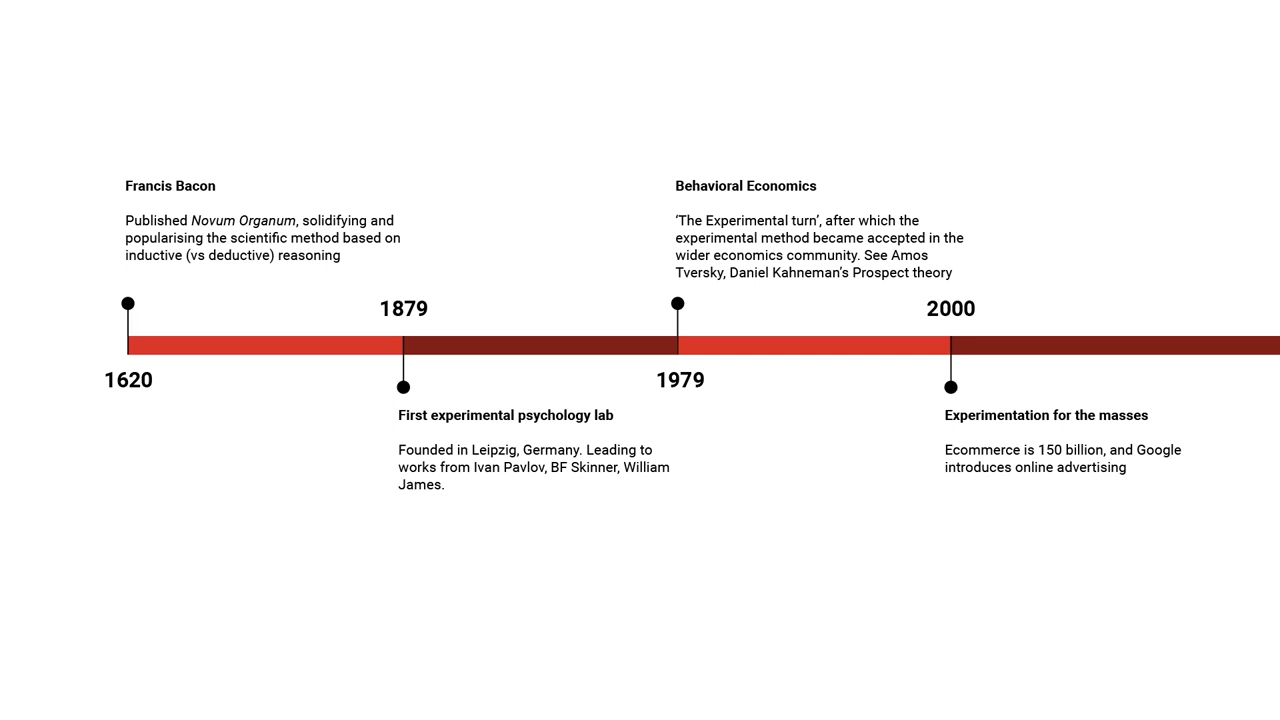 Francis Bacon
Published Novum Organum, solidifying and
popularising the scientific method based on
inductive (vs deductive) reasoning
1620
1879
First experimental psychology lab
Founded in Leipzig, Germany. Leading to
works from Ivan Pavlov, BF Skinner, William
James.
Behavioral Economics
‘The Experimental turn’, after which the
experimental method became accepted in the
wider economics community. See Amos
Tversky, Daniel Kahneman’s Prospect theory
1979
2000
Experimentation for the masses
Ecommerce is 150 billion, and Google
introduces online advertising